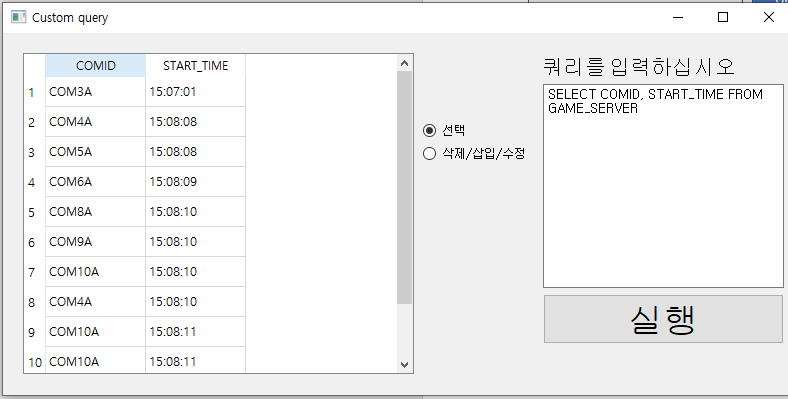 Custom query
COMID START_TIME
1 COM3A 15:07:01
2 COM4A 15:08:08
3 COM5A 15:08:08
4 COM6A 15:08:09
5 COM8A 15:08:10
6 COM9A 15:08:10
7 COM10A 15:08:10
8 COM4A 15:08:10
9 COM10A 15:08:11
10 COM10A 15:08:11
선택
삭제/삽입/수정
쿼리를 입력하십시오
SELECT COMID, START_TIME FROM
GAME_SERVER
실행